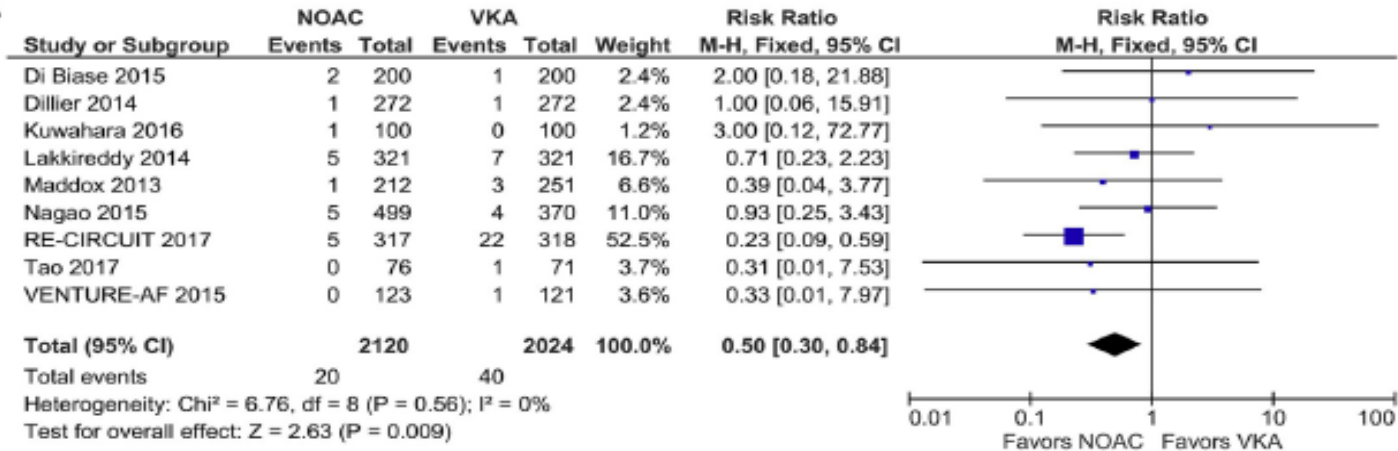 NOAC VKA Risk Ratio Risk Ratio
Study or Subgroup Events Total Events Total Weight M-H, Fixed, 95% CI M-H, Fixed, 95% CI
Di Biase 2015 2 200 1 200 2.4% 2.00 [0.18, 21.88]
Dillier 2014 1 272 1 272 2.4% 1.00 [0.06, 15.91]
Kuwahara 2016 1 100 0 100 1.2% 3.00 [0.12, 72.77]
Lakkireddy 2014 5 321 7 321 16.7% 0.71 [0.23, 2.23]
Maddox 2013 1 212 3 251 6.6% 0.39 [0.04, 3.77]
Nagao 2015 5 499 4 370 11.0% 0.93 [0.25, 3.43]
RE-CIRCUIT 2017 5 317 22 318 52.5% 0.23 [0.09, 0.59]
Tao 2017 0 76 1 71 3.7% 0.31 [0.01, 7.53]
VENTURE-AF 2015 0 123 1 121 3.6% 0.33 [0.01, 7.97]
Total (95% CI) 2120 2024 100.0% 0.50 [0.30, 0.84]
Total events 20 40
Heterogeneity: Chi² = 6.76, df = 8 (P = 0.56); I² = 0%
Test for overall effect: Z = 2.63 (P = 0.009)
0.01 0.1 1 10 100
Favors NOAC Favors VKA